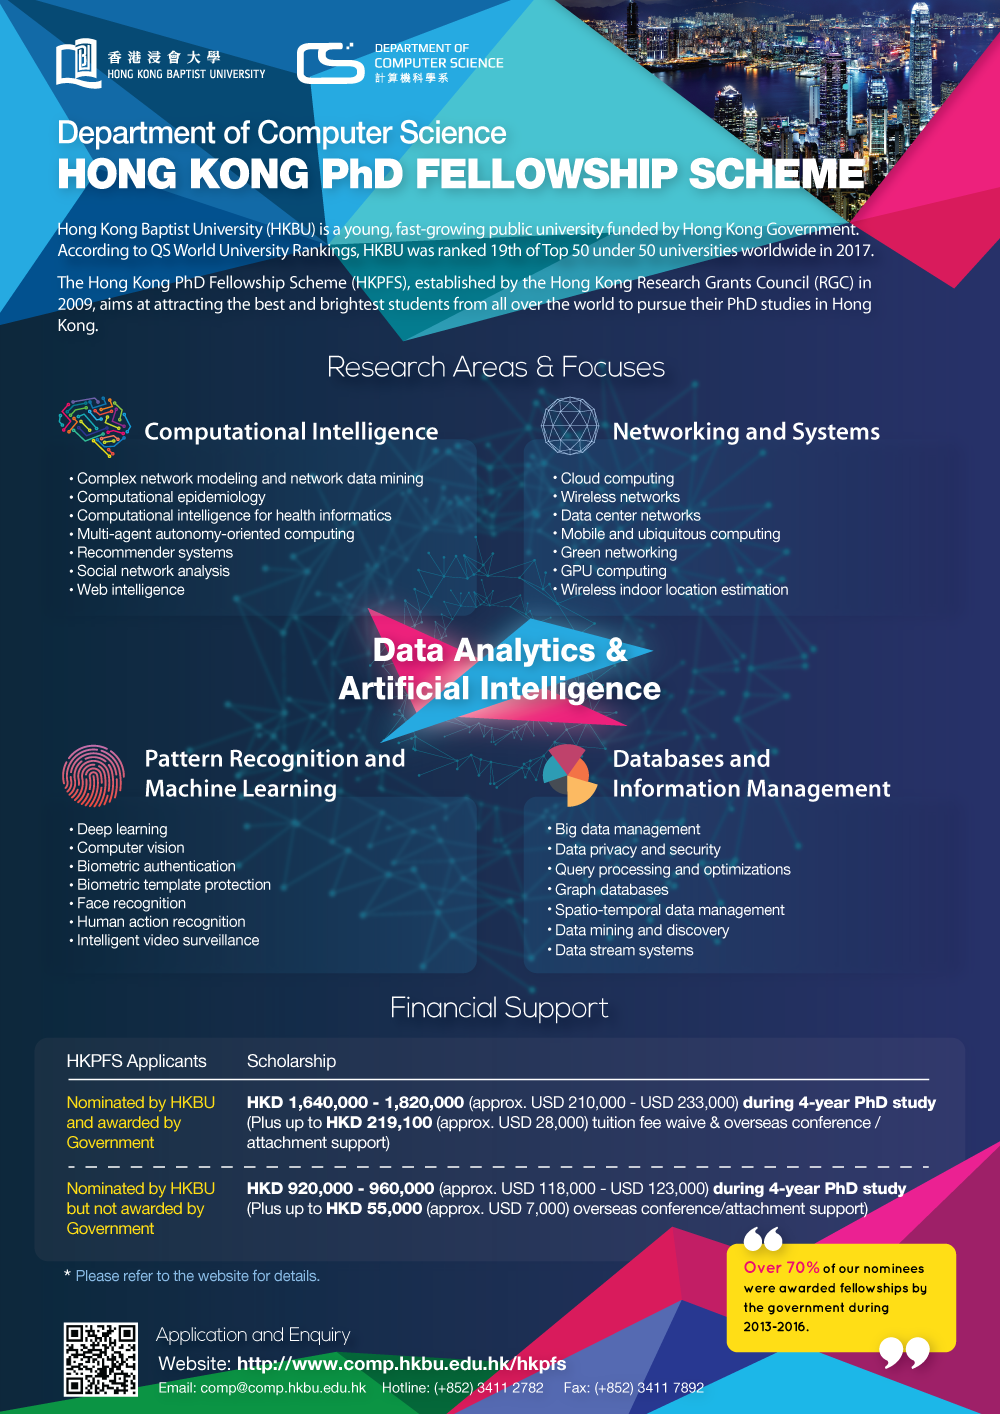 香港浸會大學
HONG KONG BAPTIST UNIVERSITY
CS
DEPARTMENT OF
COMPUTER SCIENCE
計算機科學系
Department of Computer Science
HONG KONG PhD FELLOWSHIP SCHEME
Hong Kong Baptist University (HKBU) is a young, fast-growing public university funded by Hong Kong Government.
According to QS World University Rankings, HKBU was ranked 19th of Top 50 under 50 universities worldwide in 2017.
The Hong Kong PhD Fellowship Scheme (HKPFS), established by the Hong Kong Research Grants Council (RGC) in
2009, aims at attracting the best and brightest students from all over the world to pursue their PhD studies in Hong
Kong.
Research Areas & Focuses
Computational Intelligence
• Complex network modeling and network data mining
• Computational epidemiology
• Computational intelligence for health informatics
• Multi-agent autonomy-oriented computing
• Recommender systems
• Social network analysis
• Web intelligence
Networking and Systems
• Cloud computing
• Wireless networks
• Data center networks
• Mobile and ubiquitous computing
• Green networking
• GPU computing
• Wireless indoor location estimation
Data Analytics &
Artificial Intelligence
Pattern Recognition and
Machine Learning
• Deep learning
• Computer vision
• Biometric authentication
• Biometric template protection
• Face recognition
• Human action recognition
• Intelligent video surveillance
Databases and
Information Management
• Big data management
• Data privacy and security
• Query processing and optimizations
• Graph databases
• Spatio-temporal data management
• Data mining and discovery
• Data stream systems
Financial Support
HKPFS Applicants Scholarship
Nominated by HKBU
and awarded by
Government
HKD 1,640,000 - 1,820,000 (approx. USD 210,000 - USD 233,000) during 4-year PhD study
(Plus up to HKD 219,100 (approx. USD 28,000) tuition fee waive & overseas conference /
attachment support)
Nominated by HKBU
but not awarded by
Government
HKD 920,000 - 960,000 (approx. USD 118,000 - USD 123,000) during 4-year PhD study
(Plus up to HKD 55,000 (approx. USD 7,000) overseas conference/attachment support)
* Please refer to the website for details.
Over 70% of our nominees
were awarded fellowships by
the government during
2013-2016.
Application and Enquiry
Website: http://www.comp.hkbu.edu.hk/hkpfs
Email: comp@comp.hkbu.edu.hk Hotline: (+852) 3411 2782 Fax: (+852) 3411 7892